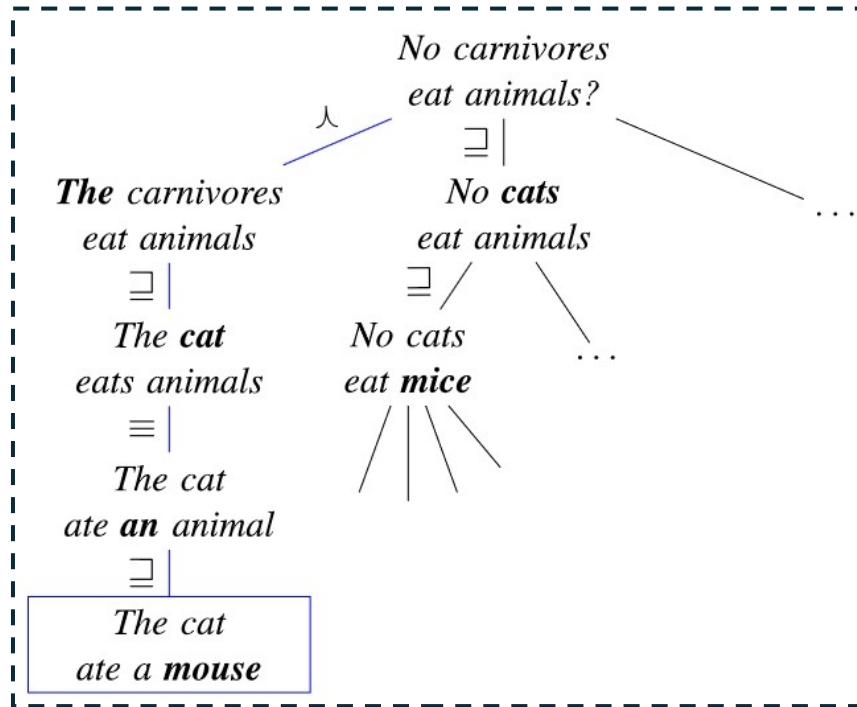 No carnivores
eat animals?
⋏
⊒
The carnivores
eat animals
No cats
eat animals
. . .
⊒
⊒
The cat
eats animals
No cats
eat mice
. . .
≡
The cat
ate an animal
⊒
The cat
ate a mouse